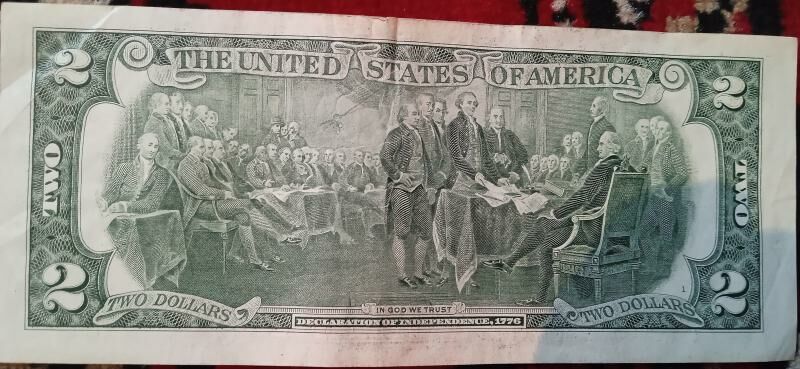 2 THE UNITED STATES OF AMERICA 2
TWO TWO
1
2 TWO DOLLARS TWO DOLLARS 2
IN GOD WE TRUST
DECLARATION OF INDEPENDENCE, 1776